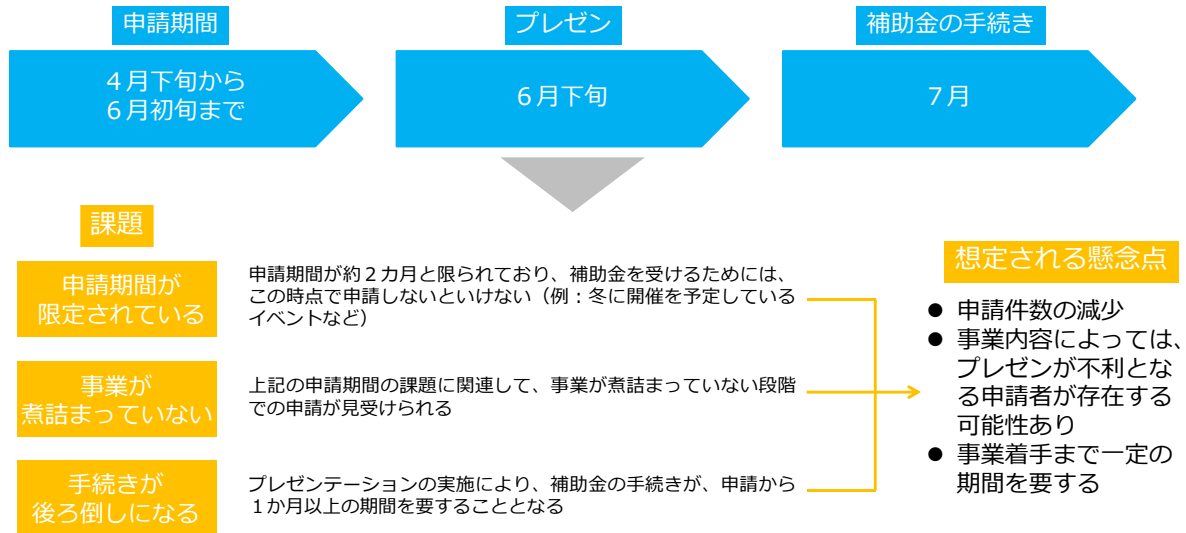 申請期間
４月下旬から
６月初旬まで
プレゼン
６月下旬
補助金の手続き
７月
課題
申請期間が
限定されている
申請期間が約２カ月と限られており、補助金を受けるためには、
この時点で申請しないといけない（例：冬に開催を予定している
イベントなど）
事業が
煮詰まっていない
上記の申請期間の課題に関連して、事業が煮詰まっていない段階
での申請が見受けられる
手続きが
後ろ倒しになる
プレゼンテーションの実施により、補助金の手続きが、申請から
１か月以上の期間を要することとなる
想定される懸念点
● 申請件数の減少
● 事業内容によっては、
プレゼンが不利とな
る申請者が存在する
可能性あり
● 事業着手まで一定の
期間を要する